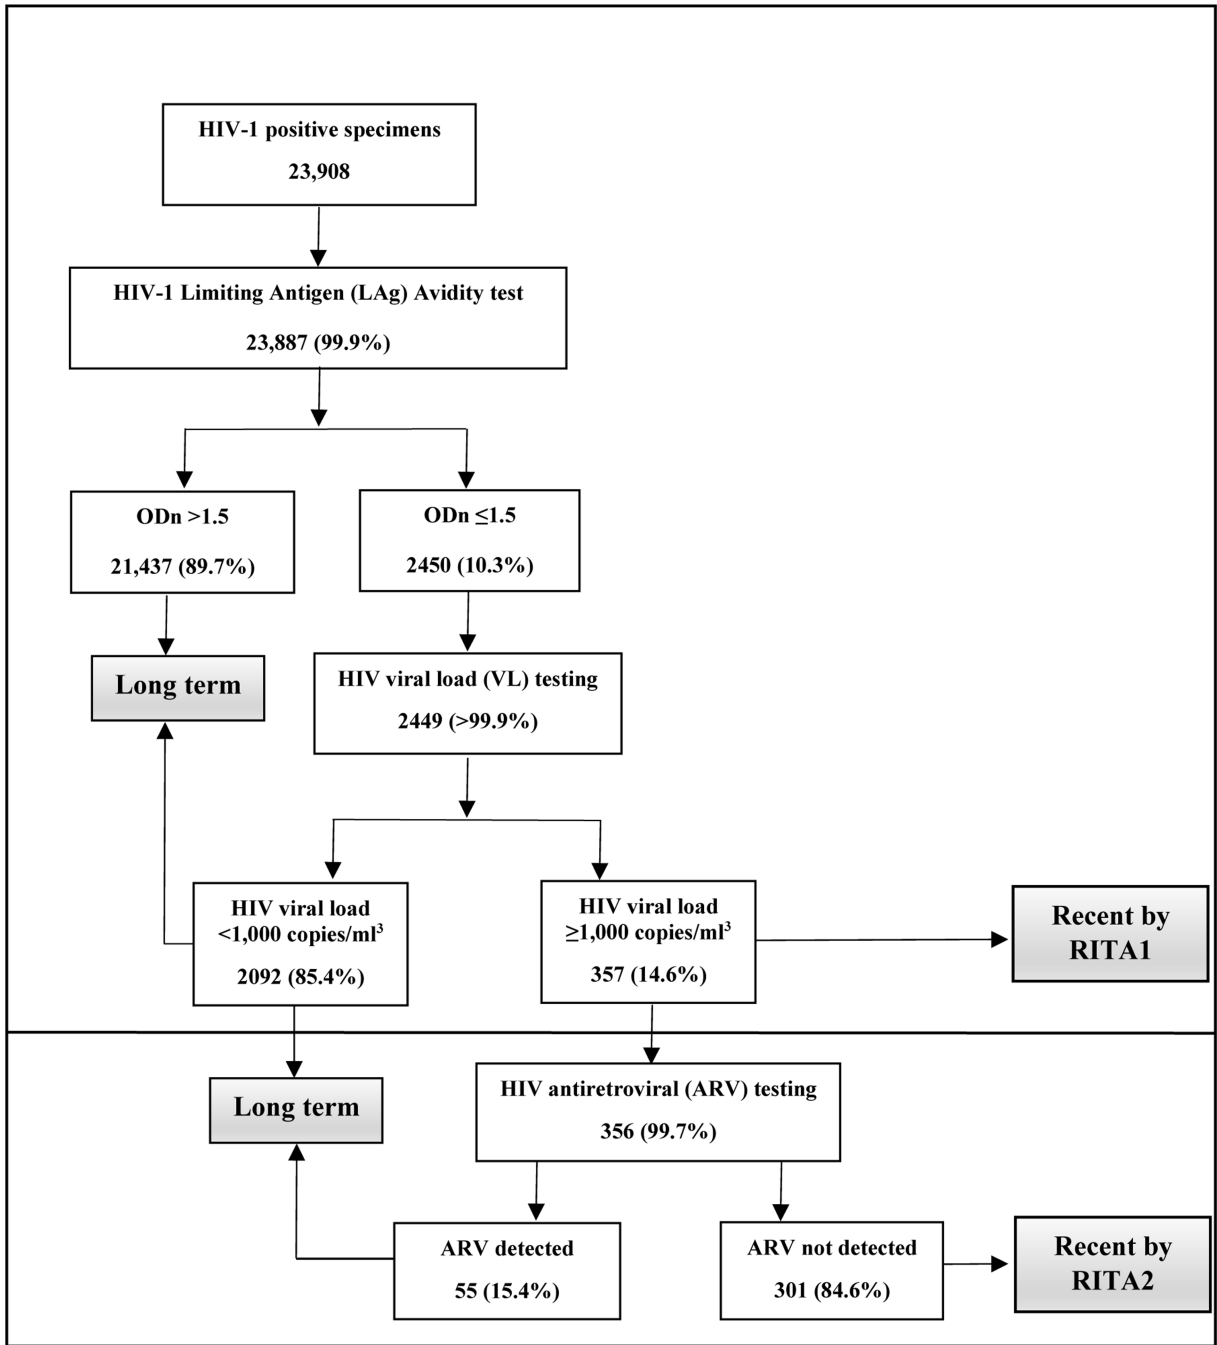 HIV-1 positive specimens
23,908
HIV-1 Limiting Antigen (LAg) Avidity test
23,887 (99.9%)
ODn >1.5
21,437 (89.7%)
ODn ≤1.5
2450 (10.3%)
Long term
HIV viral load (VL) testing
2449 (>99.9%)
HIV viral load
<1,000 copies/ml³
2092 (85.4%)
HIV viral load
≥1,000 copies/ml³
357 (14.6%)
Recent by
RITA1
Long term
HIV antiretroviral (ARV) testing
356 (99.7%)
ARV detected
55 (15.4%)
ARV not detected
301 (84.6%)
Recent by
RITA2